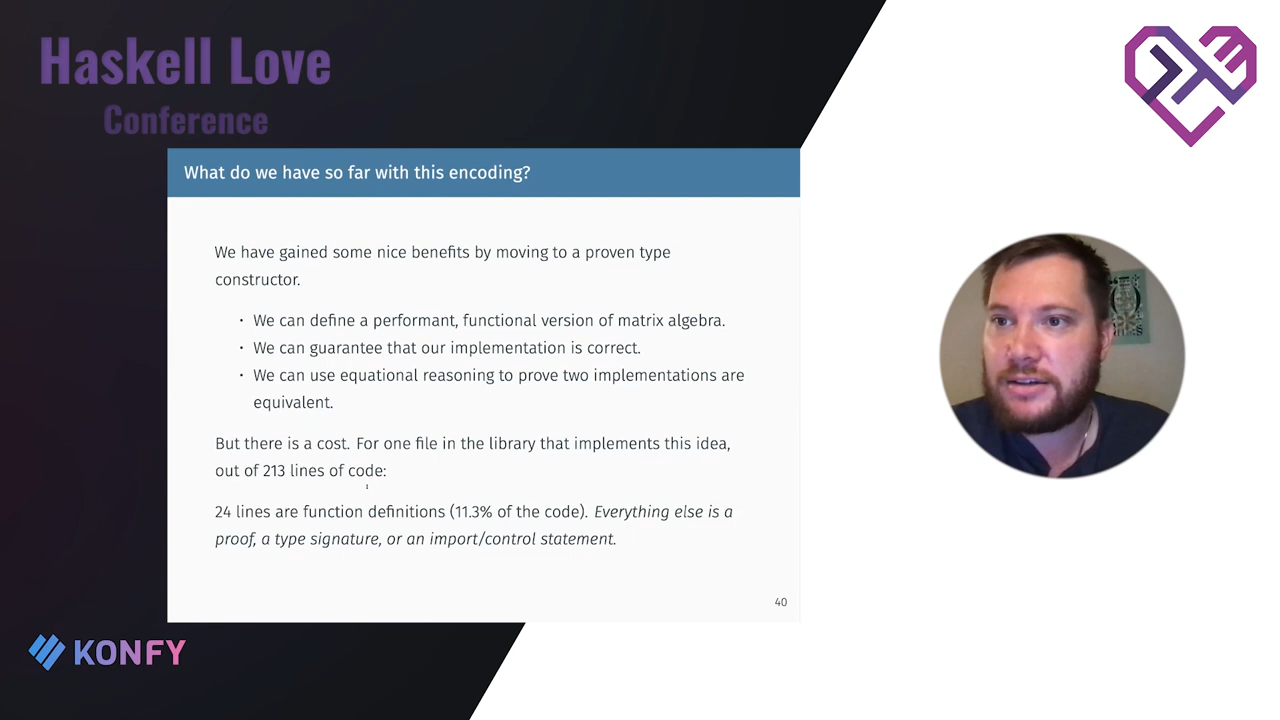 Haskell Love
Conference
What do we have so far with this encoding?
We have gained some nice benefits by moving to a proven type
constructor.
· We can define a performant, functional version of matrix algebra.
· We can guarantee that our implementation is correct.
· We can use equational reasoning to prove two implementations are
equivalent.
But there is a cost. For one file in the library that implements this idea,
out of 213 lines of code:
24 lines are function definitions (11.3% of the code). Everything else is a
proof, a type signature, or an import/control statement.
40
KONFY